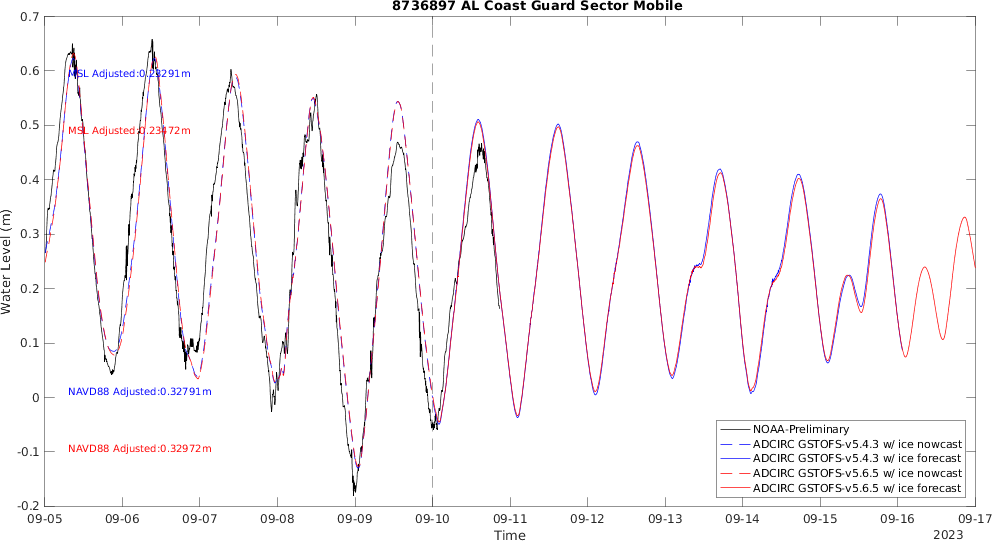 8736897 AL Coast Guard Sector Mobile
0.7
0.6
0.5
0.4
0.3
0.2
0.1
0
-0.1
-0.2
Water Level (m)
MSL Adjusted:0.23291m
MSL Adjusted:0.23472m
NAVD88 Adjusted:0.32791m
NAVD88 Adjusted:0.32972m
NOAA-Preliminary
ADCIRC GSTOFS-v5.4.3 w/ ice nowcast
ADCIRC GSTOFS-v5.4.3 w/ ice forecast
ADCIRC GSTOFS-v5.6.5 w/ ice nowcast
ADCIRC GSTOFS-v5.6.5 w/ ice forecast
09-05 09-06 09-07 09-08 09-09 09-10 09-11 09-12 09-13 09-14 09-15 09-16 09-17
Time
2023